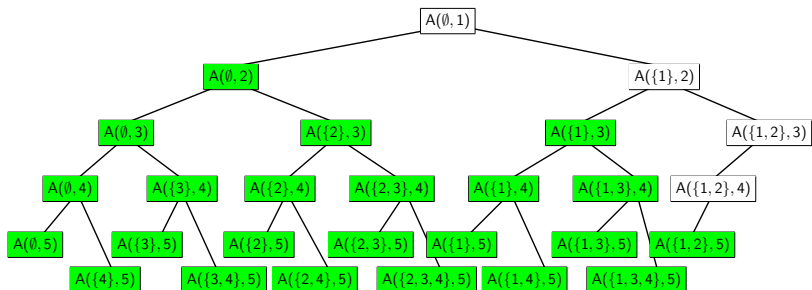 A(∅, 1)
A(∅, 2) A({1}, 2)
A(∅, 3) A({2}, 3) A({1}, 3) A({1, 2}, 3)
A(∅, 4) A({3}, 4) A({2}, 4) A({2, 3}, 4) A({1}, 4) A({1, 3}, 4) A({1, 2}, 4)
A(∅, 5) A({3}, 5) A({2}, 5) A({2, 3}, 5) A({1}, 5) A({1, 3}, 5) A({1, 2}, 5)
A({4}, 5) A({3, 4}, 5) A({2, 4}, 5) A({2, 3, 4}, 5) A({1, 4}, 5) A({1, 3, 4}, 5)